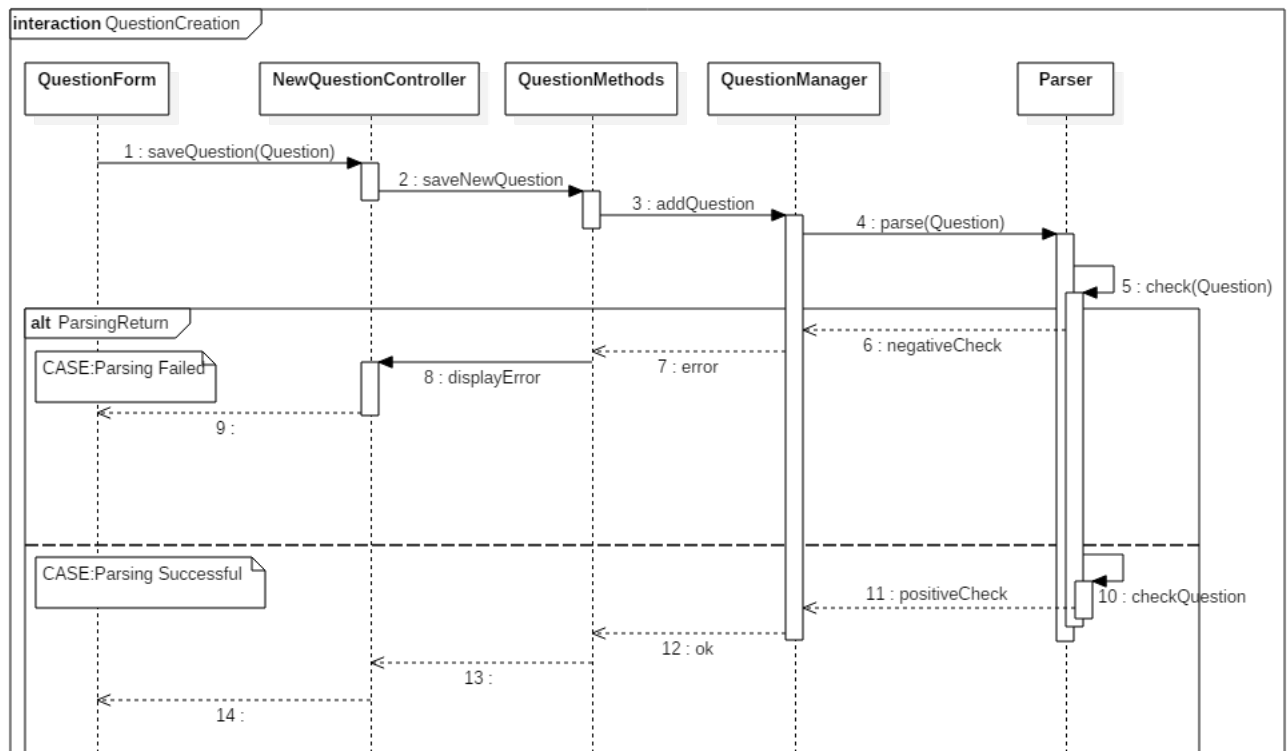 interaction QuestionCreation
QuestionForm
NewQuestionController
QuestionMethods
QuestionManager
Parser
1 : saveQuestion(Question)
2 : saveNewQuestion
3 : addQuestion
4 : parse(Question)
5 : check(Question)
alt ParsingReturn
6 : negativeCheck
7 : error
CASE:Parsing Failed
8 : displayError
9 :
CASE:Parsing Successful
10 : checkQuestion
11 : positiveCheck
12 : ok
13 :
14 :